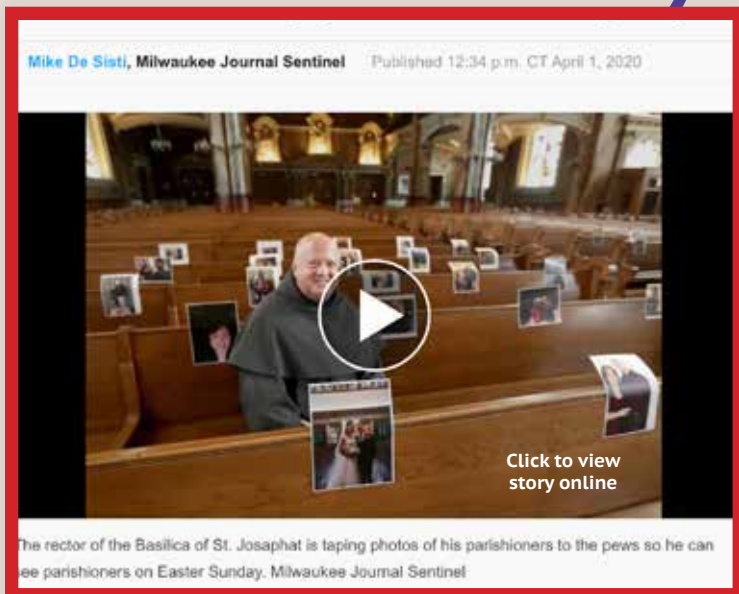 Mike De Sisti, Milwaukee Journal Sentinel Published 12:34 p.m. CT April 1, 2020
Click to view
story online
The rector of the Basilica of St. Josaphat is taping photos of his parishioners to the pews so he can
see parishioners on Easter Sunday. Milwaukee Journal Sentinel